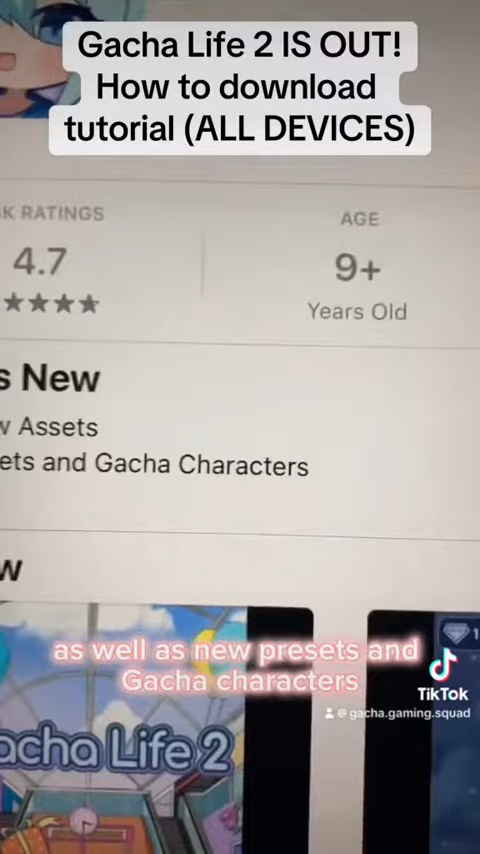 Gacha Life 2 IS OUT!
How to download
tutorial (ALL DEVICES)
K RATINGS
AGE
4.7
9+
Years Old
s New
w Assets
ets and Gacha Characters
w
as well as new presets and
Gacha characters
acha Life 2
1
TikTok
@gacha.gaming.squad